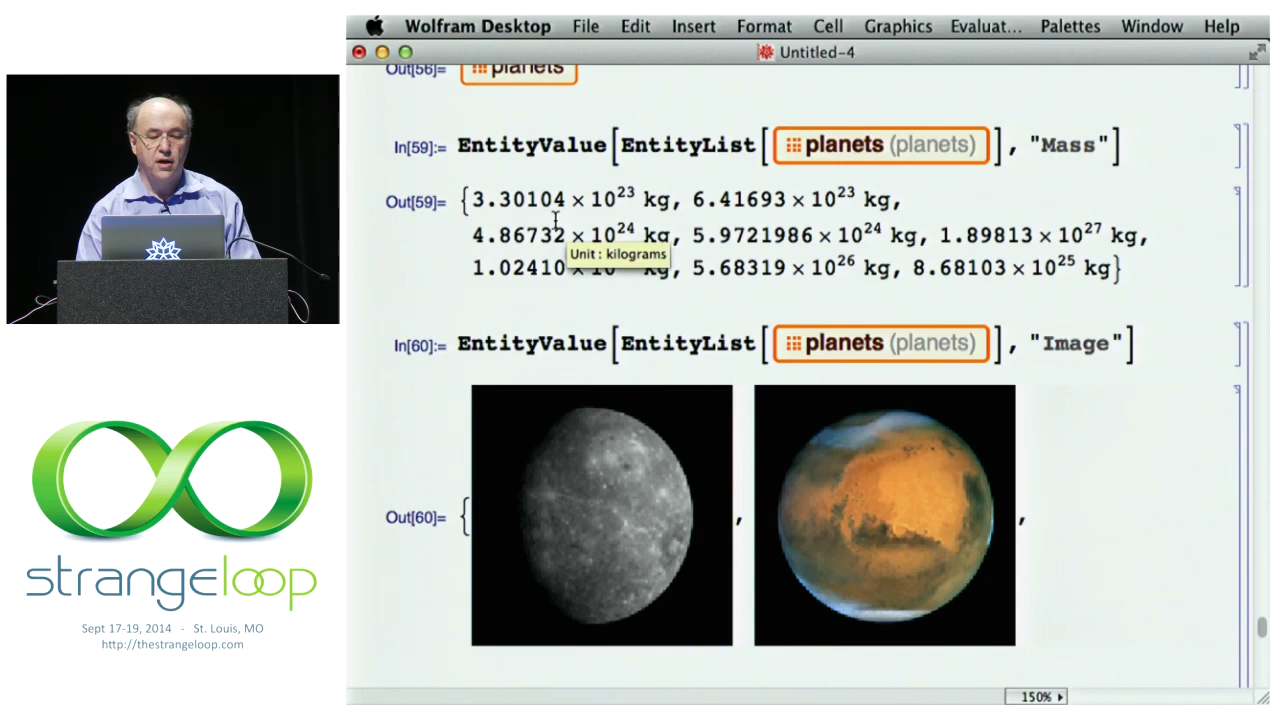 Wolfram Desktop File Edit Insert Format Cell Graphics Evaluat... Palettes Window Help
Untitled-4
Out[56]= planets
In[59]:= EntityValue[EntityList[planets (planets)], "Mass"]
Out[59]= {3.30104 × 10^23 kg, 6.41693 × 10^23 kg,
4.86732 × 10^24 kg, 5.9721986 × 10^24 kg, 1.89813 × 10^27 kg,
Unit : kilograms
1.02410 × 10 kg, 5.68319 × 10^26 kg, 8.68103 × 10^25 kg}
In[60]:= EntityValue[EntityList[planets (planets)], "Image"]
Out[60]= { , ,
150%
strangeloop
Sept 17-19, 2014 - St. Louis, MO
http://thestrangeloop.com